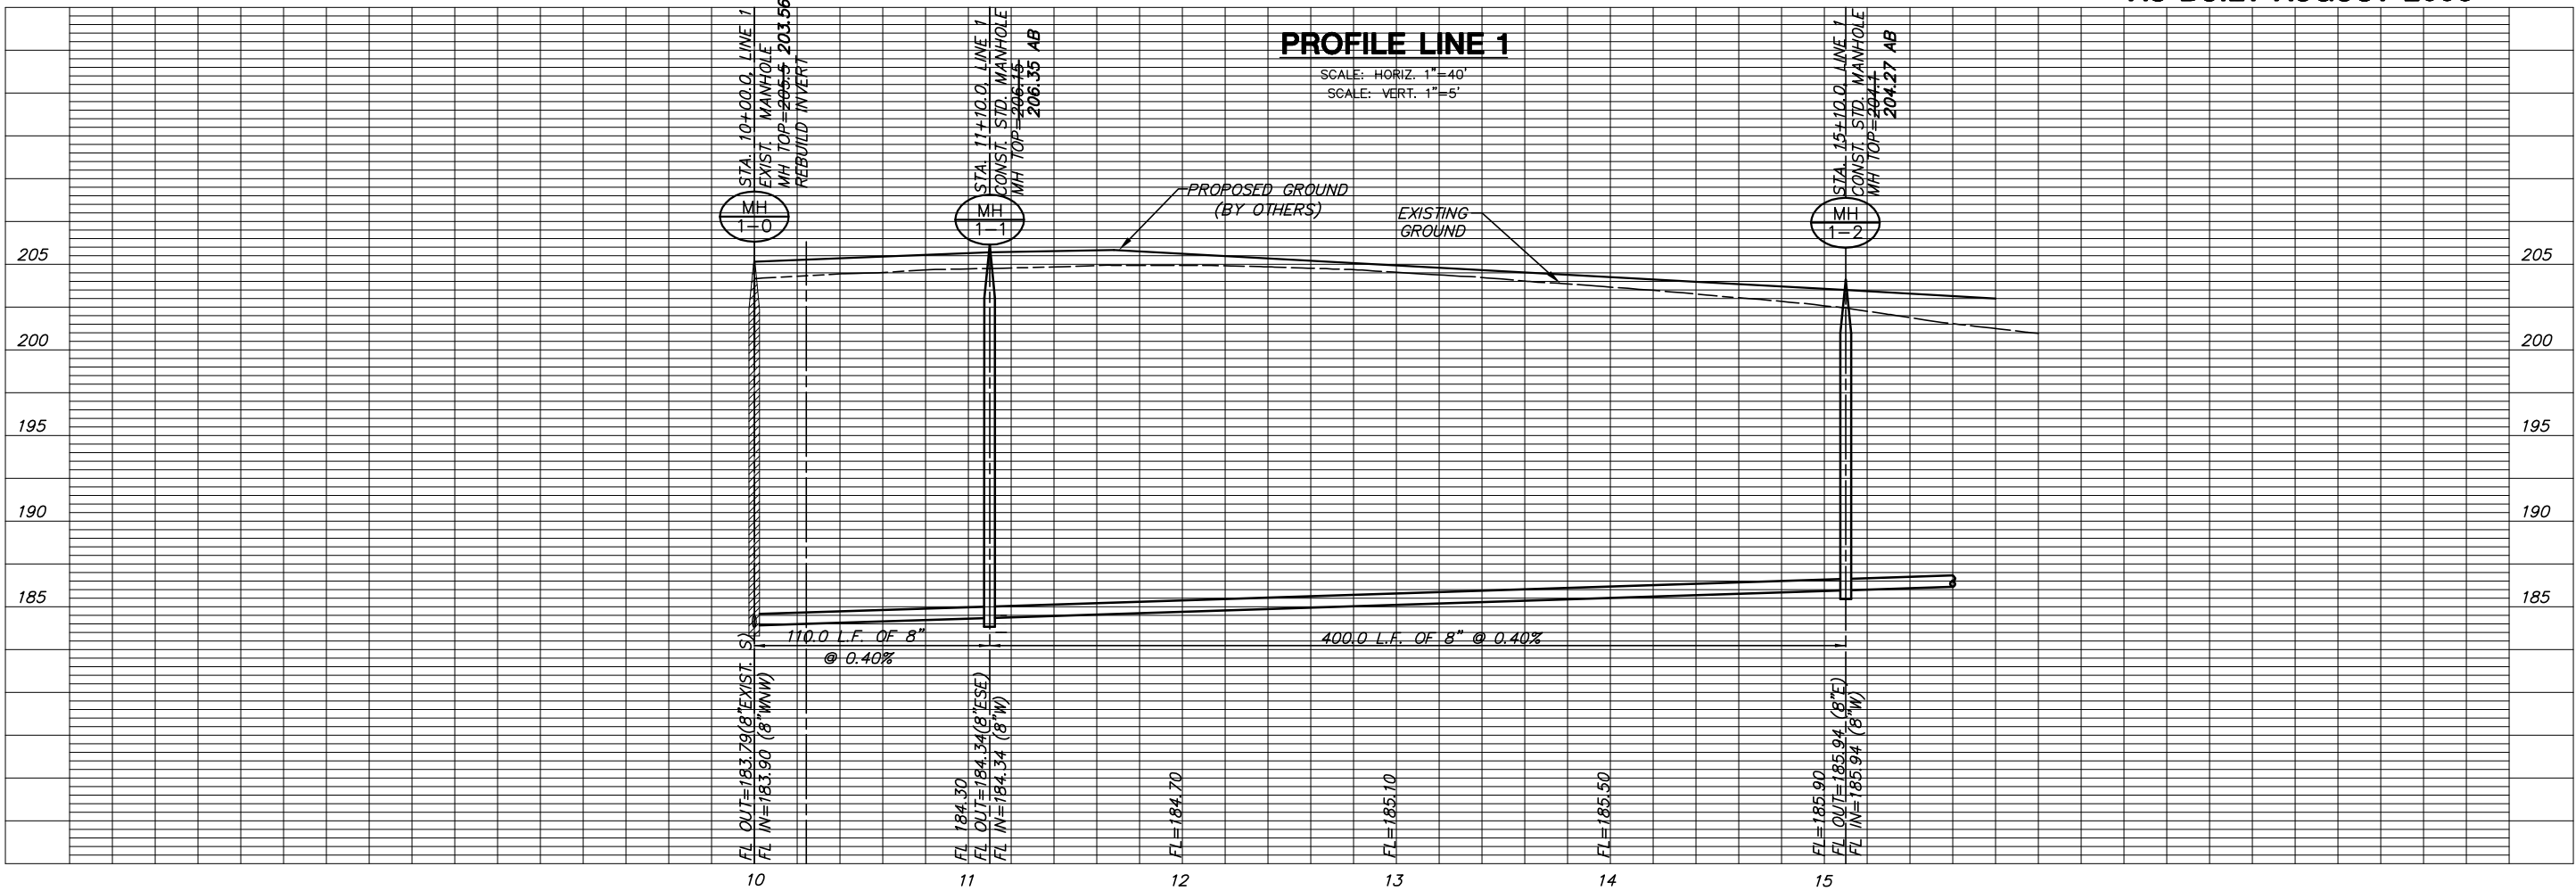 PROFILE LINE 1
SCALE: HORIZ. 1"=40'
SCALE: VERT. 1"=5'
STA. 10+00.0, LINE 1
EXIST. MANHOLE
MH TOP=205.5 203.56
REBUILD INVERT
MH
1-0
STA. 11+10.0, LINE 1
CONST. STD. MANHOLE
MH TOP=206.15
206.35 AB
MH
1-1
STA. 15+10.0, LINE 1
CONST. STD. MANHOLE
MH TOP=204.1
204.27 AB
MH
1-2
PROPOSED GROUND
(BY OTHERS)
EXISTING
GROUND
205
205
200
200
195
195
190
190
185
185
110.0 L.F. OF 8"
@ 0.40%
400.0 L.F. OF 8" @ 0.40%
FL OUT=183.79(8"EXIST. S)
FL IN=183.90 (8"WNW)
FL 184.30
FL OUT=184.34(8"ESE)
FL IN=184.34 (8"W)
FL=184.70
FL=185.10
FL=185.50
FL=185.90
FL OUT=185.94 (8"E)
FL IN=185.94 (8"W)
10
11
12
13
14
15